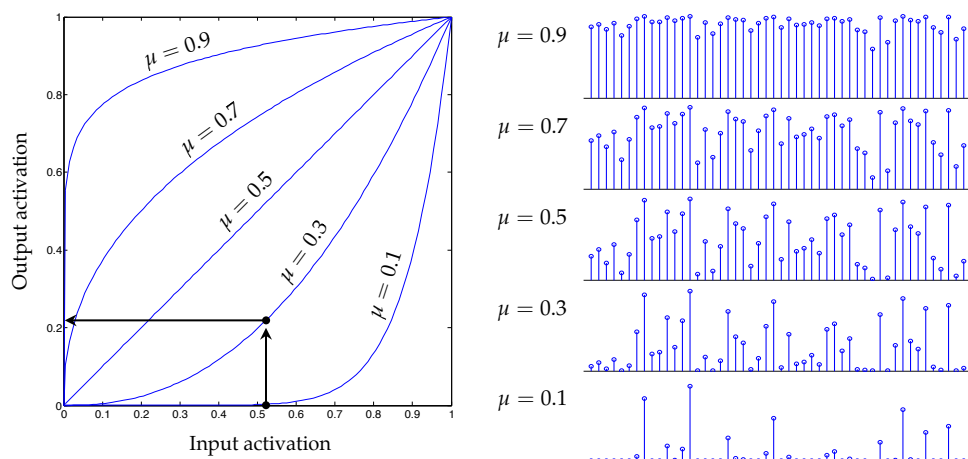 1
0.8
0.6
0.4
0.2
0
0
0.1
0.2
0.3
0.4
0.5
0.6
0.7
0.8
0.9
1
Output activation
Input activation
μ = 0.9
μ = 0.7
μ = 0.5
μ = 0.3
μ = 0.1
μ = 0.9
μ = 0.7
μ = 0.5
μ = 0.3
μ = 0.1